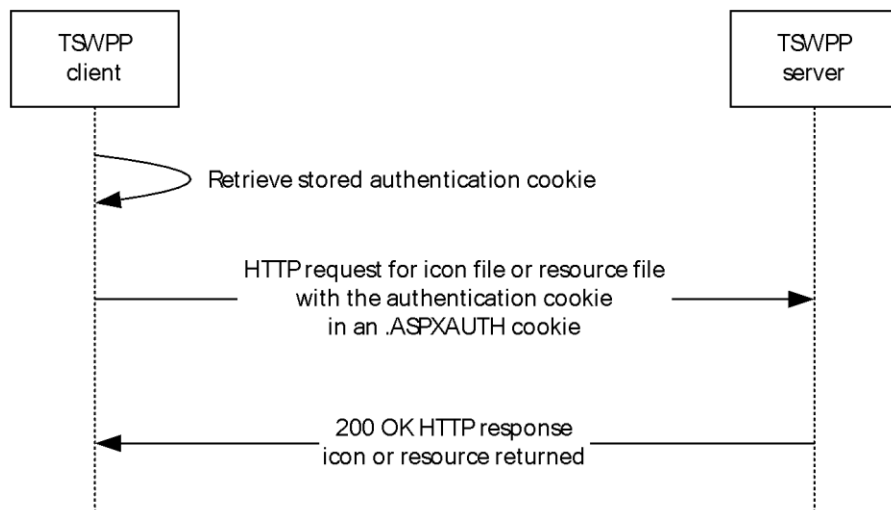 TSWPP
client
TSWPP
server
Retrieve stored authentication cookie
HTTP request for icon file or resource file
with the authentication cookie
in an .ASPXAUTH cookie
200 OK HTTP response
icon or resource returned